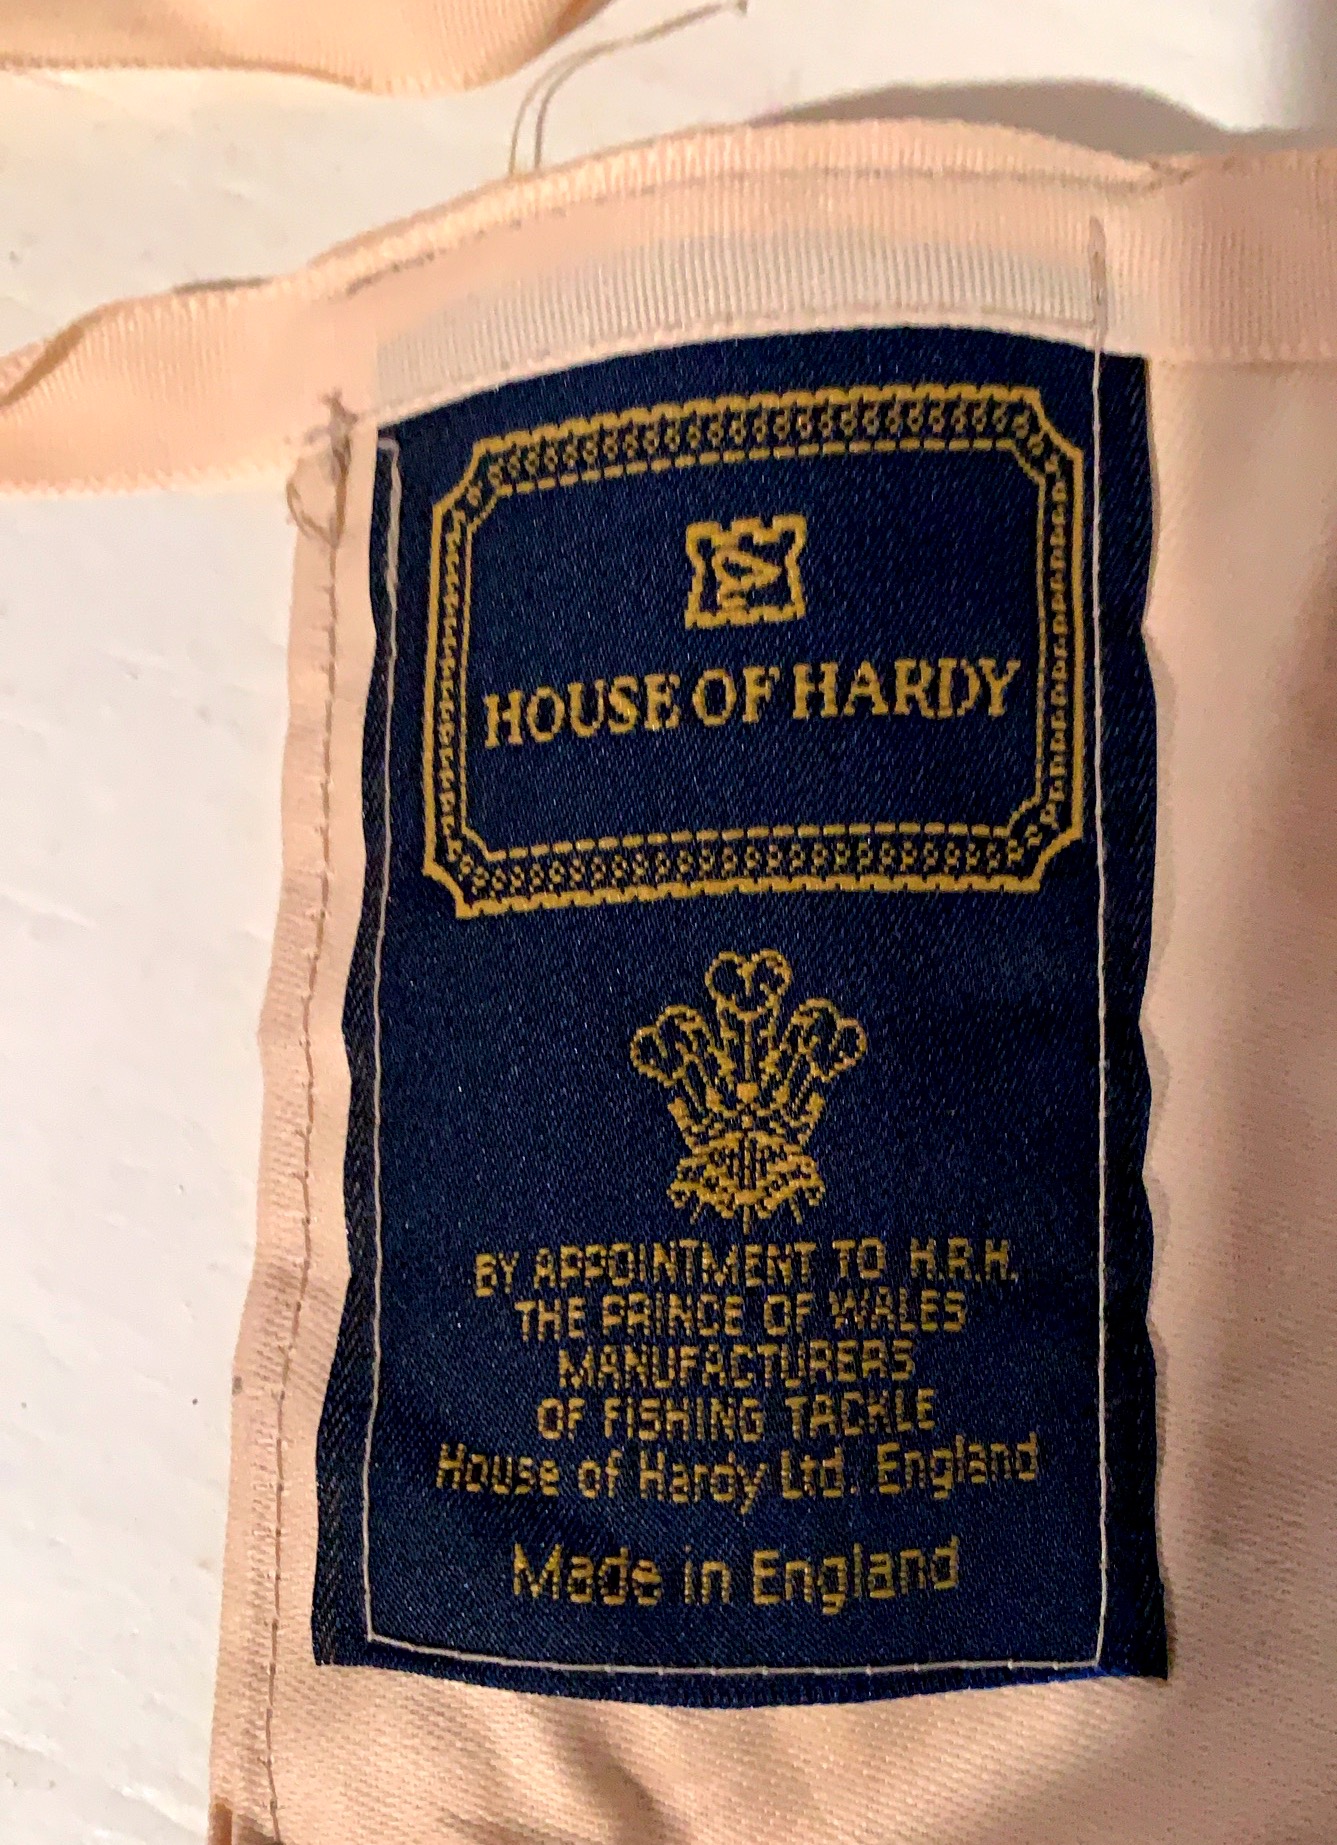 HOUSE OF HARDY
BY APPOINTMENT TO H.R.H.
THE PRINCE OF WALES
MANUFACTURERS
OF FISHING TACKLE
House of Hardy Ltd. England
Made in England